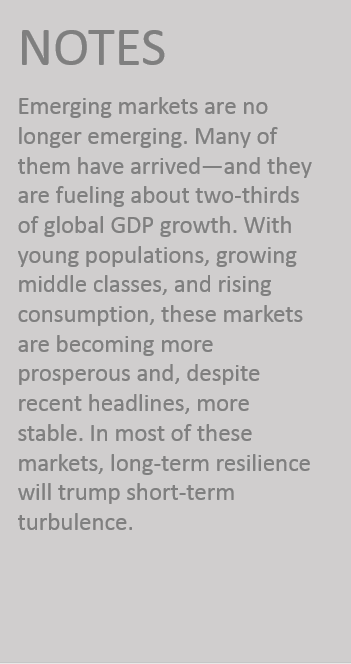 NOTES
Emerging markets are no
longer emerging. Many of
them have arrived—and they
are fueling about two-thirds
of global GDP growth. With
young populations, growing
middle classes, and rising
consumption, these markets
are becoming more
prosperous and, despite
recent headlines, more
stable. In most of these
markets, long-term resilience
will trump short-term
turbulence.